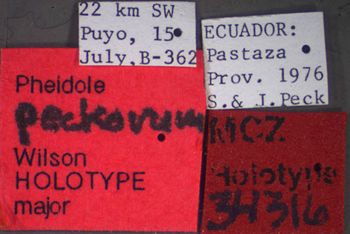 22 km SW
Puyo, 15
July, B-362
ECUADOR:
Pastaza
Prov. 1976
S. & J. Peck
Pheidole
peckorum
Wilson
HOLOTYPE
major
MCZ
Holotype
34316